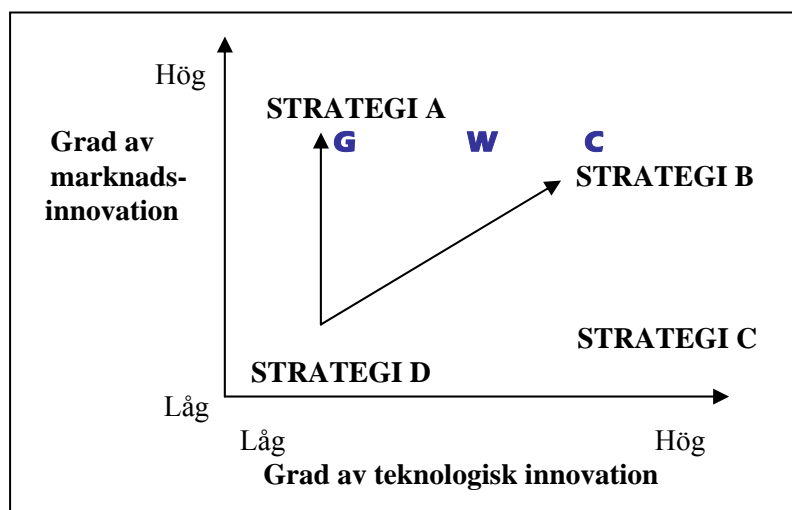 Hög
STRATEGI A
Grad av
marknads-
innovation
G W C
STRATEGI B
STRATEGI C
STRATEGI D
Låg
Låg Hög
Grad av teknologisk innovation